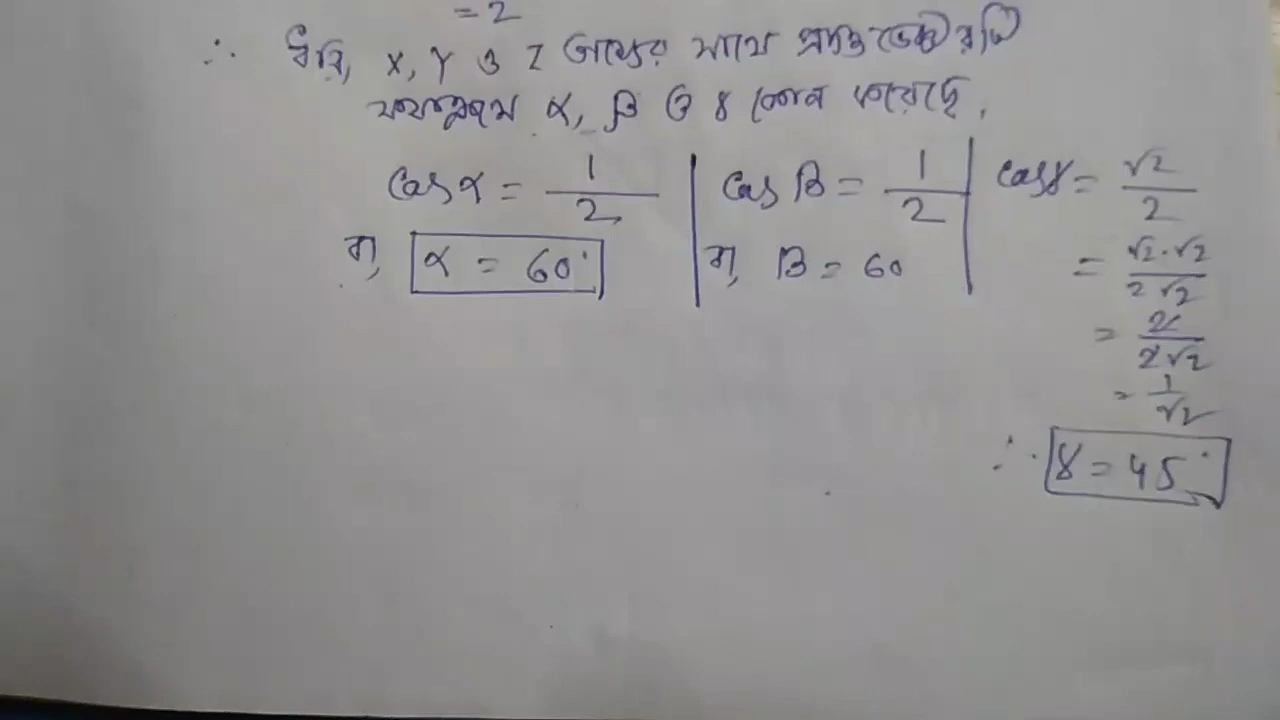 = 2
∴ ধরি, X, Y ও Z অক্ষের সাথে প্রতি ভেক্টরটি
যথাক্রমে α, β ও γ কোন করেছে,
Cos α = 1/2
বা, α = 60°
Cos β = 1/2
বা, β = 60
Cos γ = √2/2
= √2·√2/2√2
= 2/2√2
= 1/√2
∴ γ = 45°